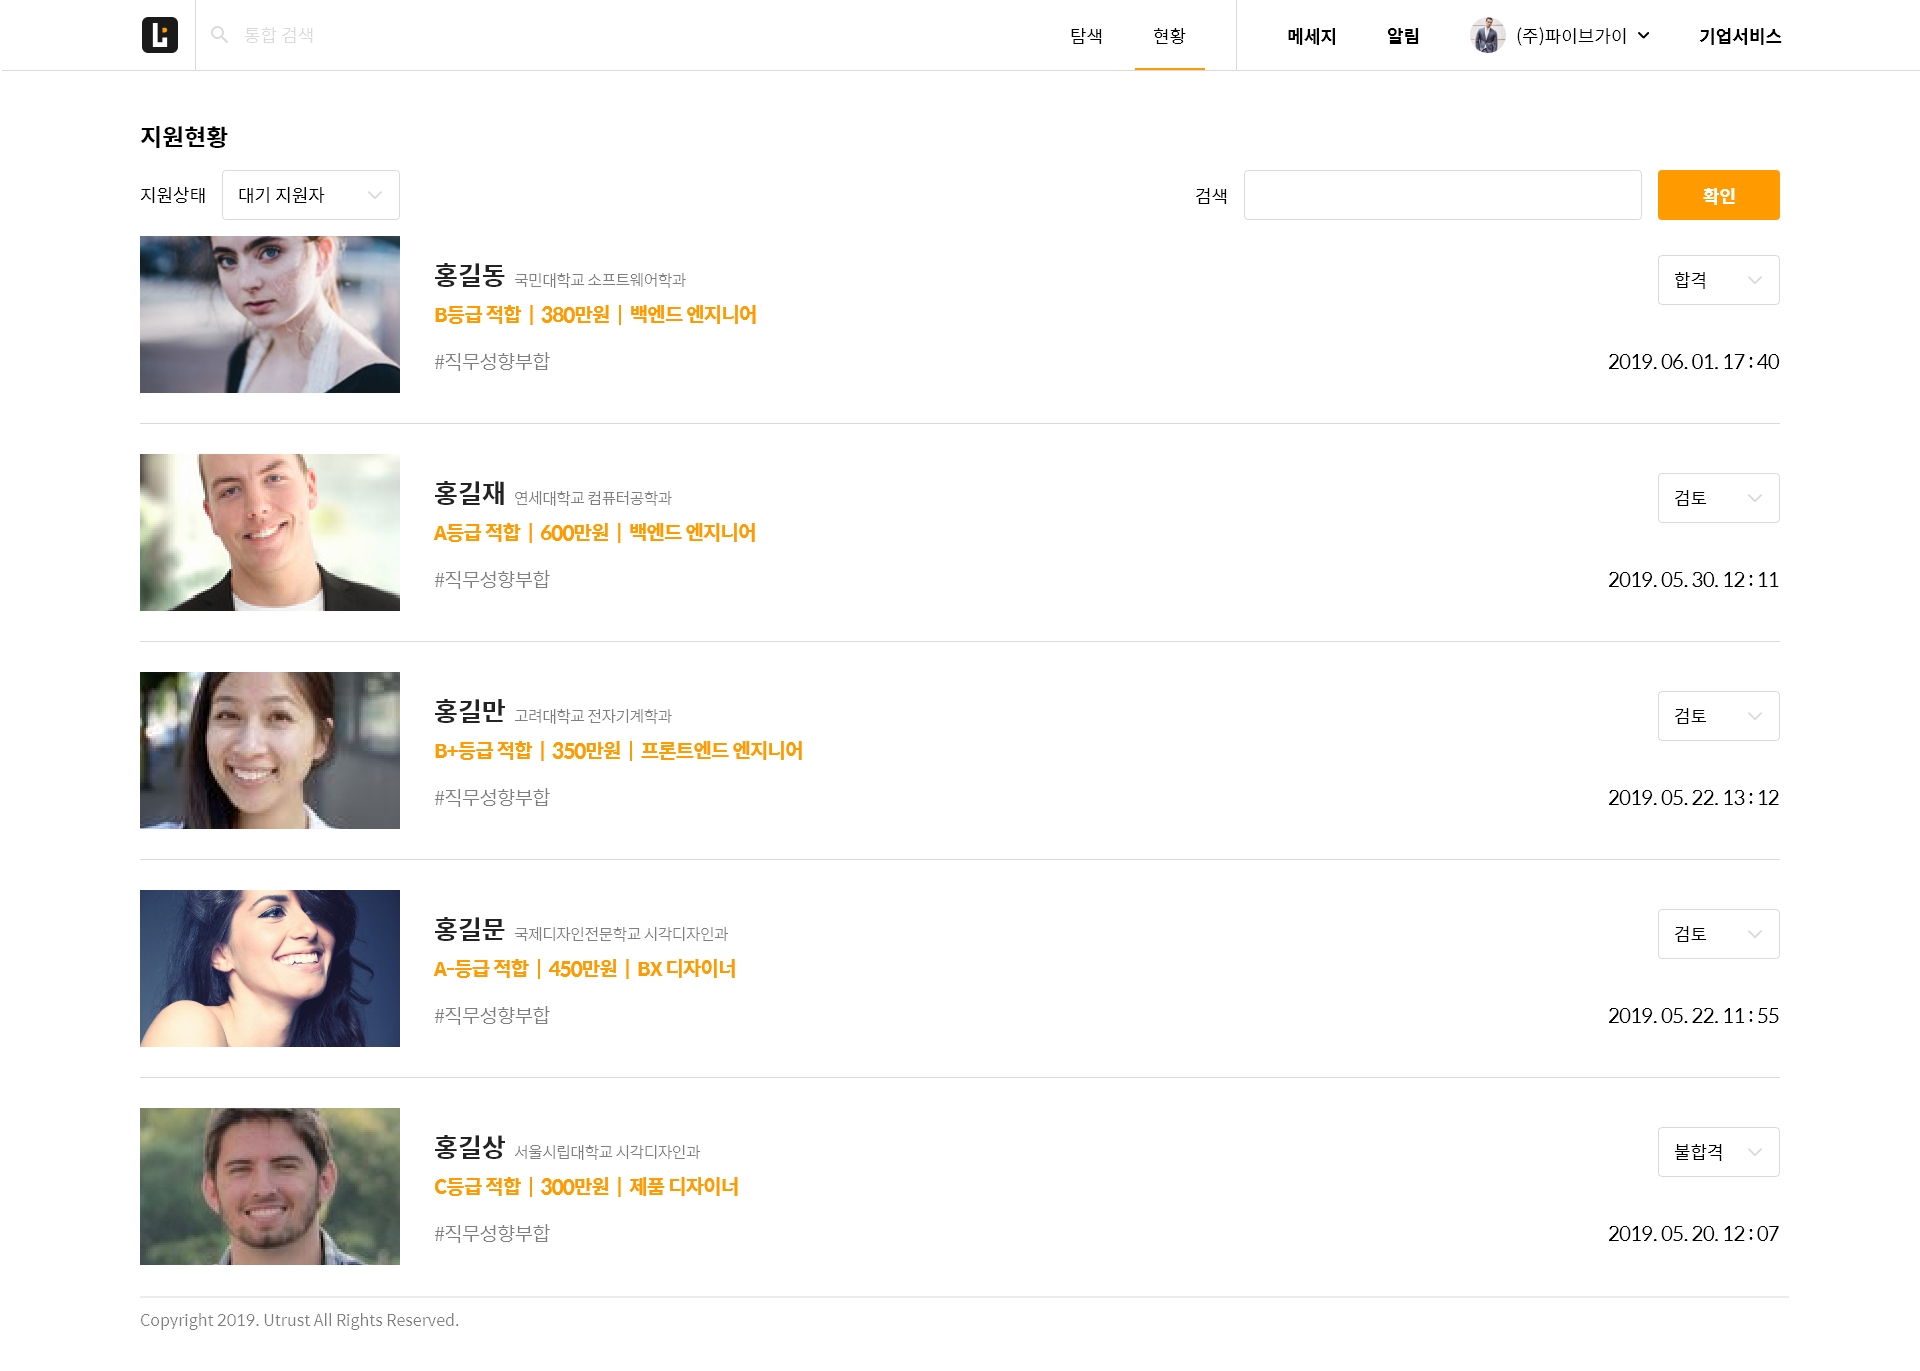 통합 검색
탐색
현황
메세지
알림
(주)파이브가이
기업서비스
지원현황
지원상태
대기 지원자
검색
확인
홍길동 국민대학교 소프트웨어학과
합격
B등급 적합 | 380만원 | 백엔드 엔지니어
#직무성향부합
2019. 06. 01. 17 : 40
홍길재 연세대학교 컴퓨터공학과
검토
A등급 적합 | 600만원 | 백엔드 엔지니어
#직무성향부합
2019. 05. 30. 12 : 11
홍길만 고려대학교 전자기계학과
검토
B+등급 적합 | 350만원 | 프론트엔드 엔지니어
#직무성향부합
2019. 05. 22. 13 : 12
홍길문 국제디자인전문학교 시각디자인과
검토
A-등급 적합 | 450만원 | BX 디자이너
#직무성향부합
2019. 05. 22. 11 : 55
홍길상 서울시립대학교 시각디자인과
불합격
C등급 적합 | 300만원 | 제품 디자이너
#직무성향부합
2019. 05. 20. 12 : 07
Copyright 2019. Utrust All Rights Reserved.